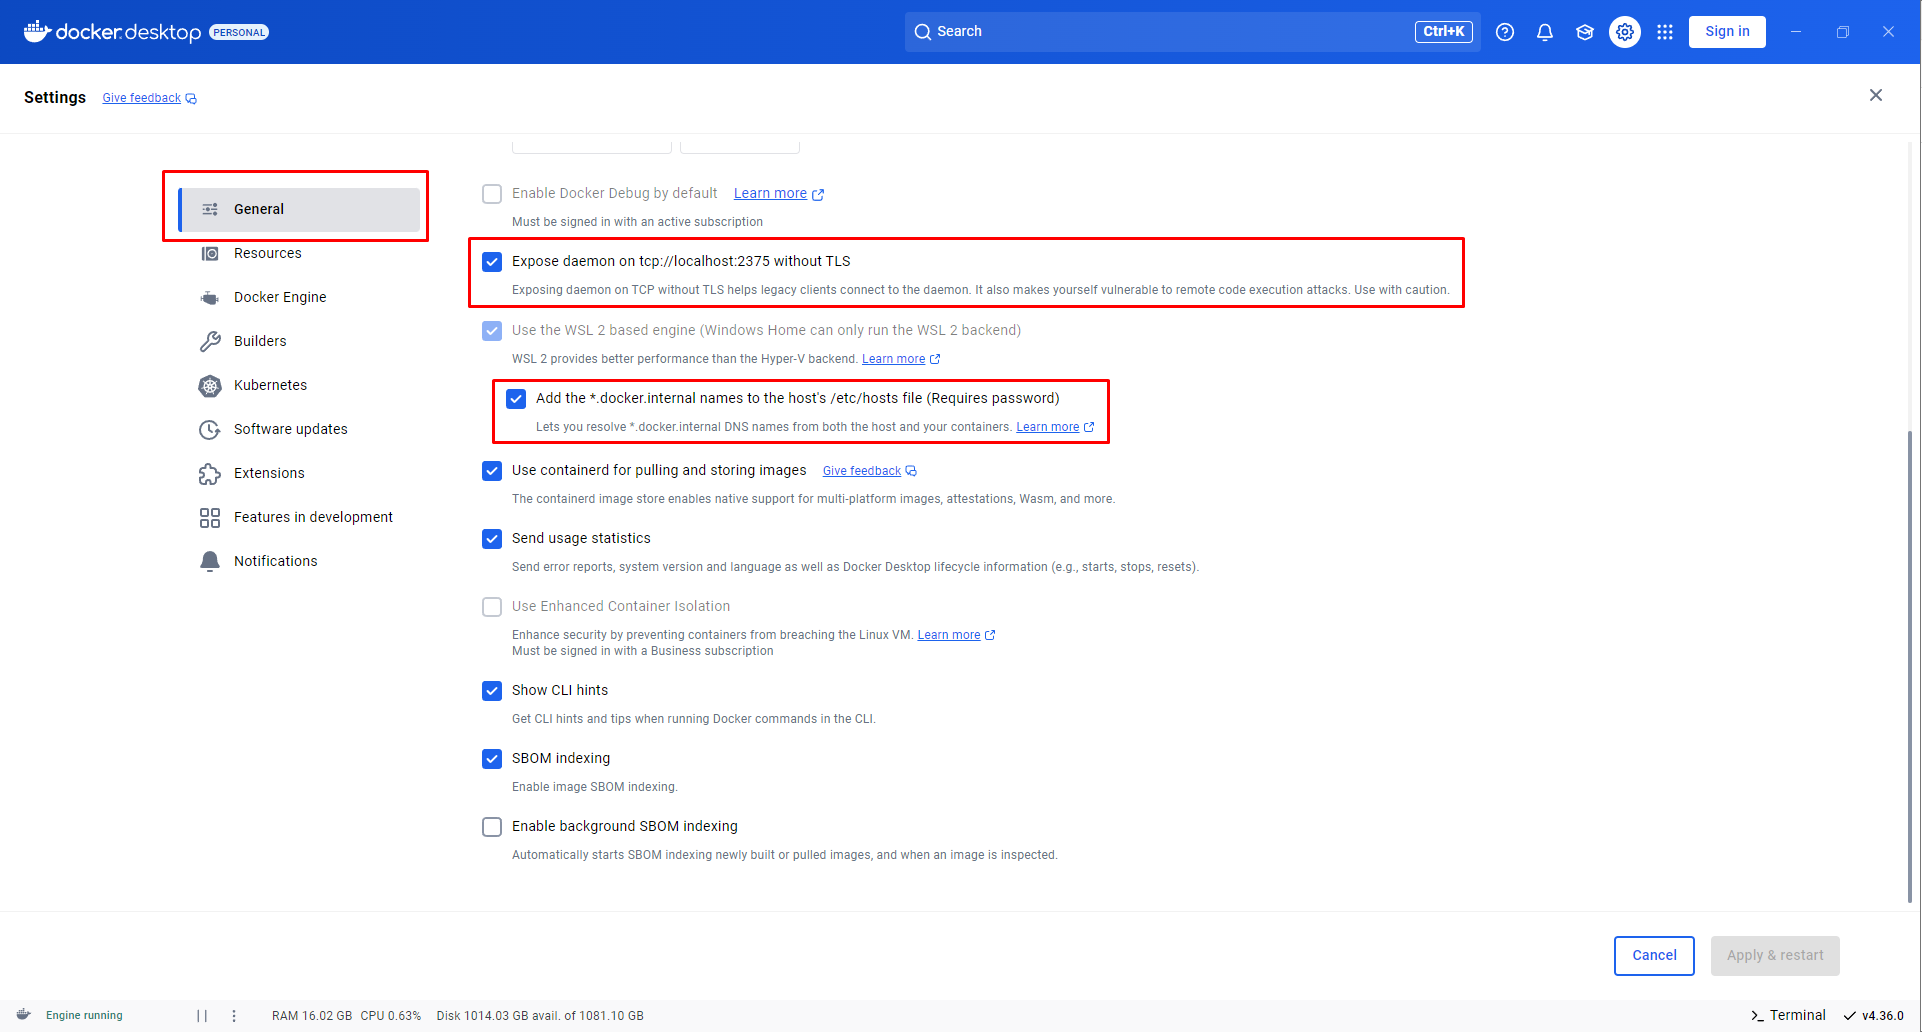 docker.desktop PERSONAL
Search
Ctrl+K
Sign in
Settings
Give feedback
General
Resources
Docker Engine
Builders
Kubernetes
Software updates
Extensions
Features in development
Notifications
Enable Docker Debug by default Learn more
Must be signed in with an active subscription
Expose daemon on tcp://localhost:2375 without TLS
Exposing daemon on TCP without TLS helps legacy clients connect to the daemon. It also makes yourself vulnerable to remote code execution attacks. Use with caution.
Use the WSL 2 based engine (Windows Home can only run the WSL 2 backend)
WSL 2 provides better performance than the Hyper-V backend. Learn more
Add the *.docker.internal names to the host's /etc/hosts file (Requires password)
Lets you resolve *.docker.internal DNS names from both the host and your containers. Learn more
Use containerd for pulling and storing images Give feedback
The containerd image store enables native support for multi-platform images, attestations, Wasm, and more.
Send usage statistics
Send error reports, system version and language as well as Docker Desktop lifecycle information (e.g., starts, stops, resets).
Use Enhanced Container Isolation
Enhance security by preventing containers from breaching the Linux VM. Learn more
Must be signed in with a Business subscription
Show CLI hints
Get CLI hints and tips when running Docker commands in the CLI.
SBOM indexing
Enable image SBOM indexing.
Enable background SBOM indexing
Automatically starts SBOM indexing newly built or pulled images, and when an image is inspected.
Cancel
Apply & restart
Engine running
RAM 16.02 GB CPU 0.63% Disk 1014.03 GB avail. of 1081.10 GB
Terminal
v4.36.0